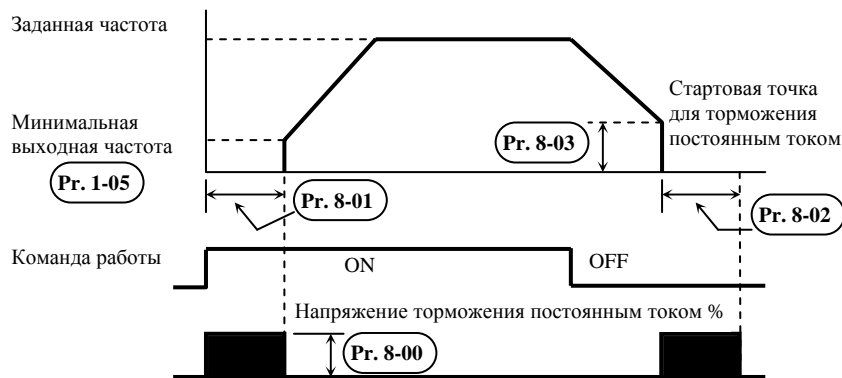 Заданная частота
Стартовая точка
для торможения
постоянным током
Минимальная
выходная частота
Pr. 8-03
Pr. 1-05
Pr. 8-01
Pr. 8-02
Команда работы
ON
OFF
Напряжение торможения постоянным током %
Pr. 8-00